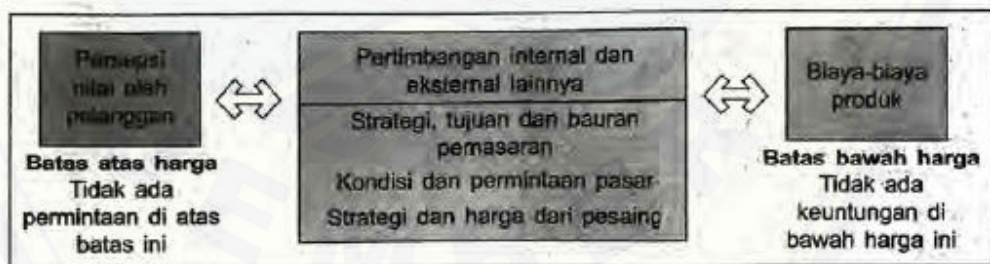 Persepsi
nilai oleh
pelanggan
Batas atas harga
Tidak ada
permintaan di atas
batas ini
Pertimbangan internal dan
eksternal lainnya
Strategi, tujuan dan bauran
pemasaran
Kondisi dan permintaan pasar
Strategi dan harga dari pesaing
Biaya-biaya
produk
Batas bawah harga
Tidak ada
keuntungan di
bawah harga ini